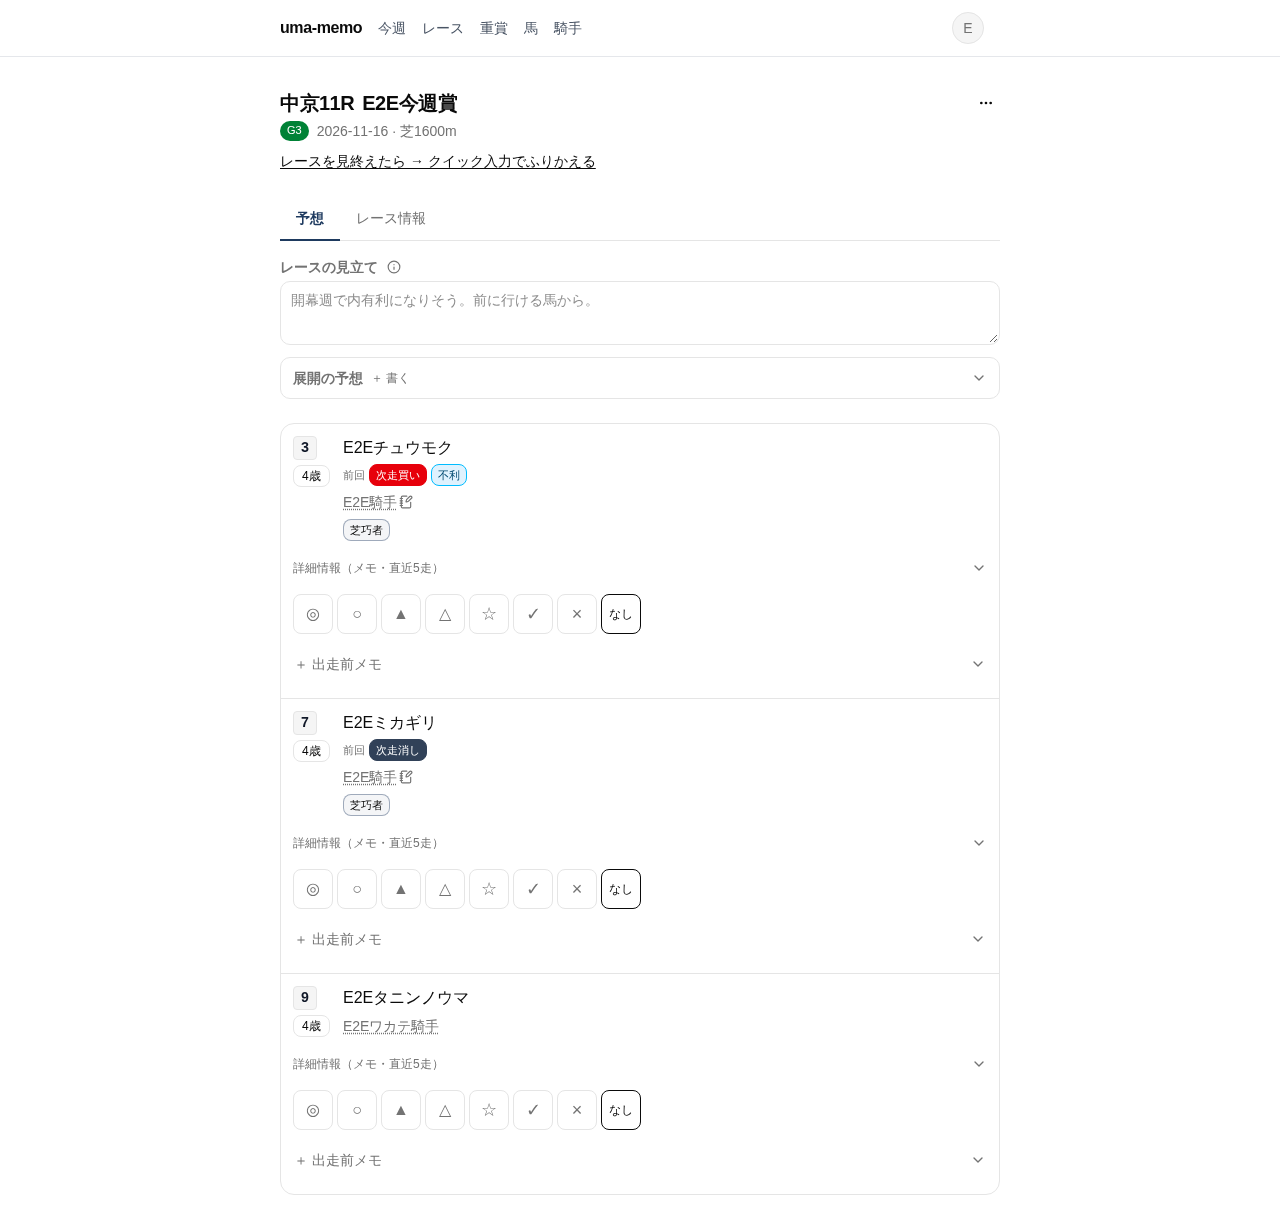 uma-memo 今週 レース 重賞 馬 騎手 E
中京11R E2E今週賞
G3 2026-11-16 · 芝1600m
レースを見終えたら → クイック入力でふりかえる
予想 レース情報
レースの見立て
開幕週で内有利になりそう。前に行ける馬から。
展開の予想 ＋ 書く
3 E2Eチュウモク
4歳 前回 次走買い 不利
E2E騎手
芝巧者
詳細情報（メモ・直近5走）
◎ ○ ▲ △ ☆ ✓ × なし
＋ 出走前メモ
7 E2Eミカギリ
4歳 前回 次走消し
E2E騎手
芝巧者
詳細情報（メモ・直近5走）
◎ ○ ▲ △ ☆ ✓ × なし
＋ 出走前メモ
9 E2Eタニンノウマ
4歳 E2Eワカテ騎手
詳細情報（メモ・直近5走）
◎ ○ ▲ △ ☆ ✓ × なし
＋ 出走前メモ